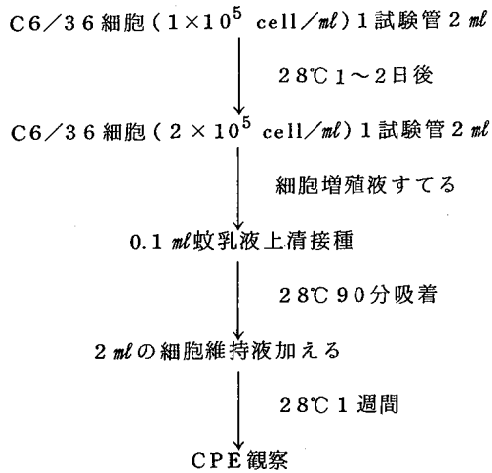 C6/36細胞(1×10⁵ cell/㎖)1試験管2㎖
28℃1〜2日後
C6/36細胞(2×10⁵ cell/㎖)1試験管2㎖
細胞増殖液すてる
0.1㎖蚊乳液上清接種
28℃90分吸着
2㎖の細胞維持液加える
28℃1週間
CPE観察